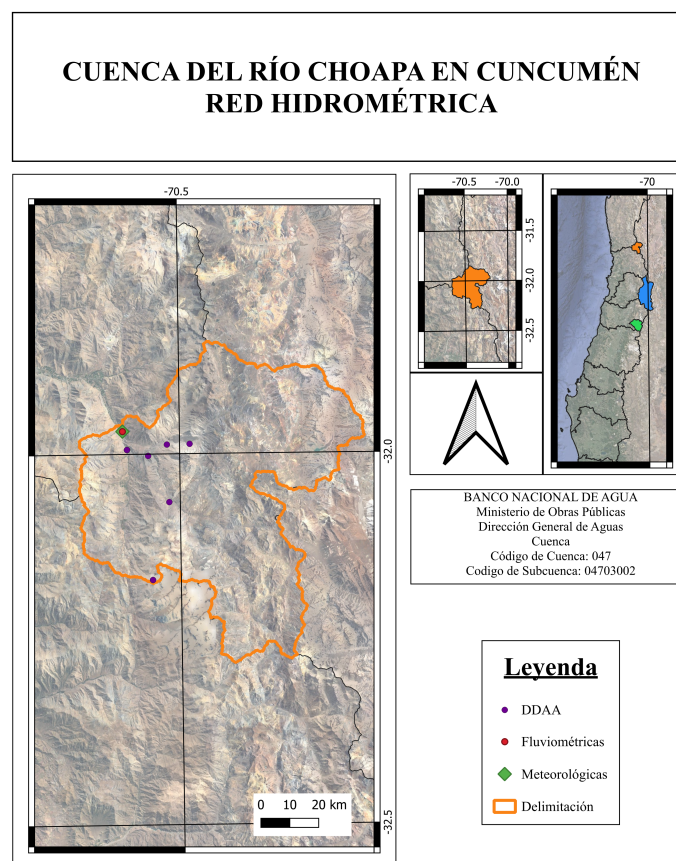 CUENCA DEL RÍO CHOAPA EN CUNCUMÉN
RED HIDROMÉTRICA
-70.5
-32.0
-32.5
0 10 20 km
-70.5 -70.0
-31.5
-32.0
-32.5
-70
BANCO NACIONAL DE AGUA
Ministerio de Obras Públicas
Dirección General de Aguas
Cuenca
Código de Cuenca: 047
Codigo de Subcuenca: 04703002
Leyenda
DDAA
Fluviométricas
Meteorológicas
Delimitación